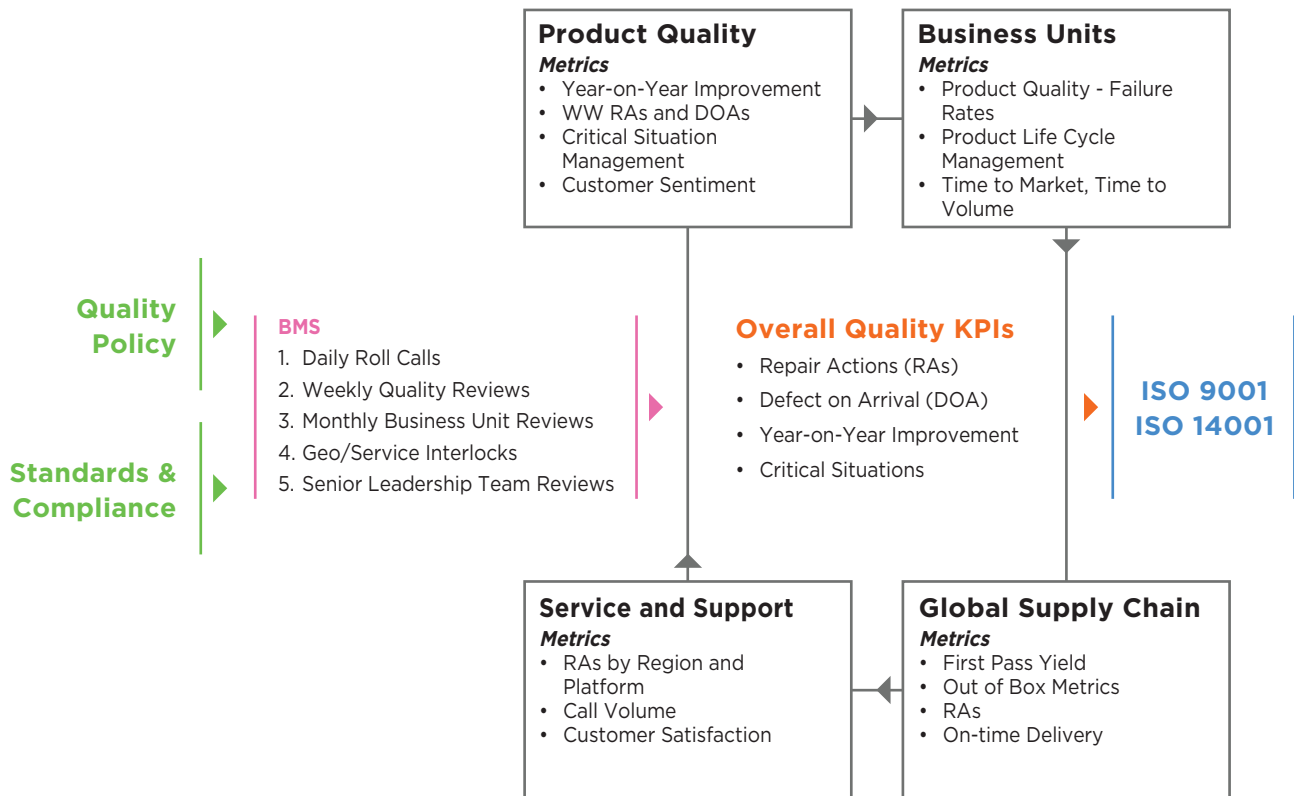 Product Quality
Metrics
• Year-on-Year Improvement
• WW RAs and DOAs
• Critical Situation
Management
• Customer Sentiment
Business Units
Metrics
• Product Quality - Failure
Rates
• Product Life Cycle
Management
• Time to Market, Time to
Volume
Quality
Policy
Standards &
Compliance
BMS
1. Daily Roll Calls
2. Weekly Quality Reviews
3. Monthly Business Unit Reviews
4. Geo/Service Interlocks
5. Senior Leadership Team Reviews
Overall Quality KPIs
• Repair Actions (RAs)
• Defect on Arrival (DOA)
• Year-on-Year Improvement
• Critical Situations
ISO 9001
ISO 14001
Service and Support
Metrics
• RAs by Region and
Platform
• Call Volume
• Customer Satisfaction
Global Supply Chain
Metrics
• First Pass Yield
• Out of Box Metrics
• RAs
• On-time Delivery